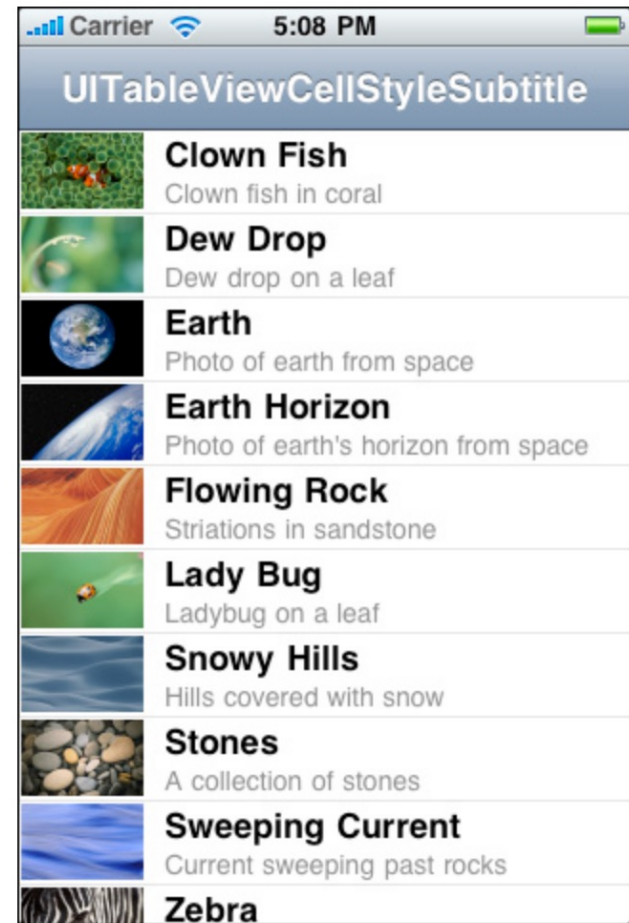 Carrier 5:08 PM
UITableViewCellStyleSubtitle
Clown Fish
Clown fish in coral
Dew Drop
Dew drop on a leaf
Earth
Photo of earth from space
Earth Horizon
Photo of earth's horizon from space
Flowing Rock
Striations in sandstone
Lady Bug
Ladybug on a leaf
Snowy Hills
Hills covered with snow
Stones
A collection of stones
Sweeping Current
Current sweeping past rocks
Zebra